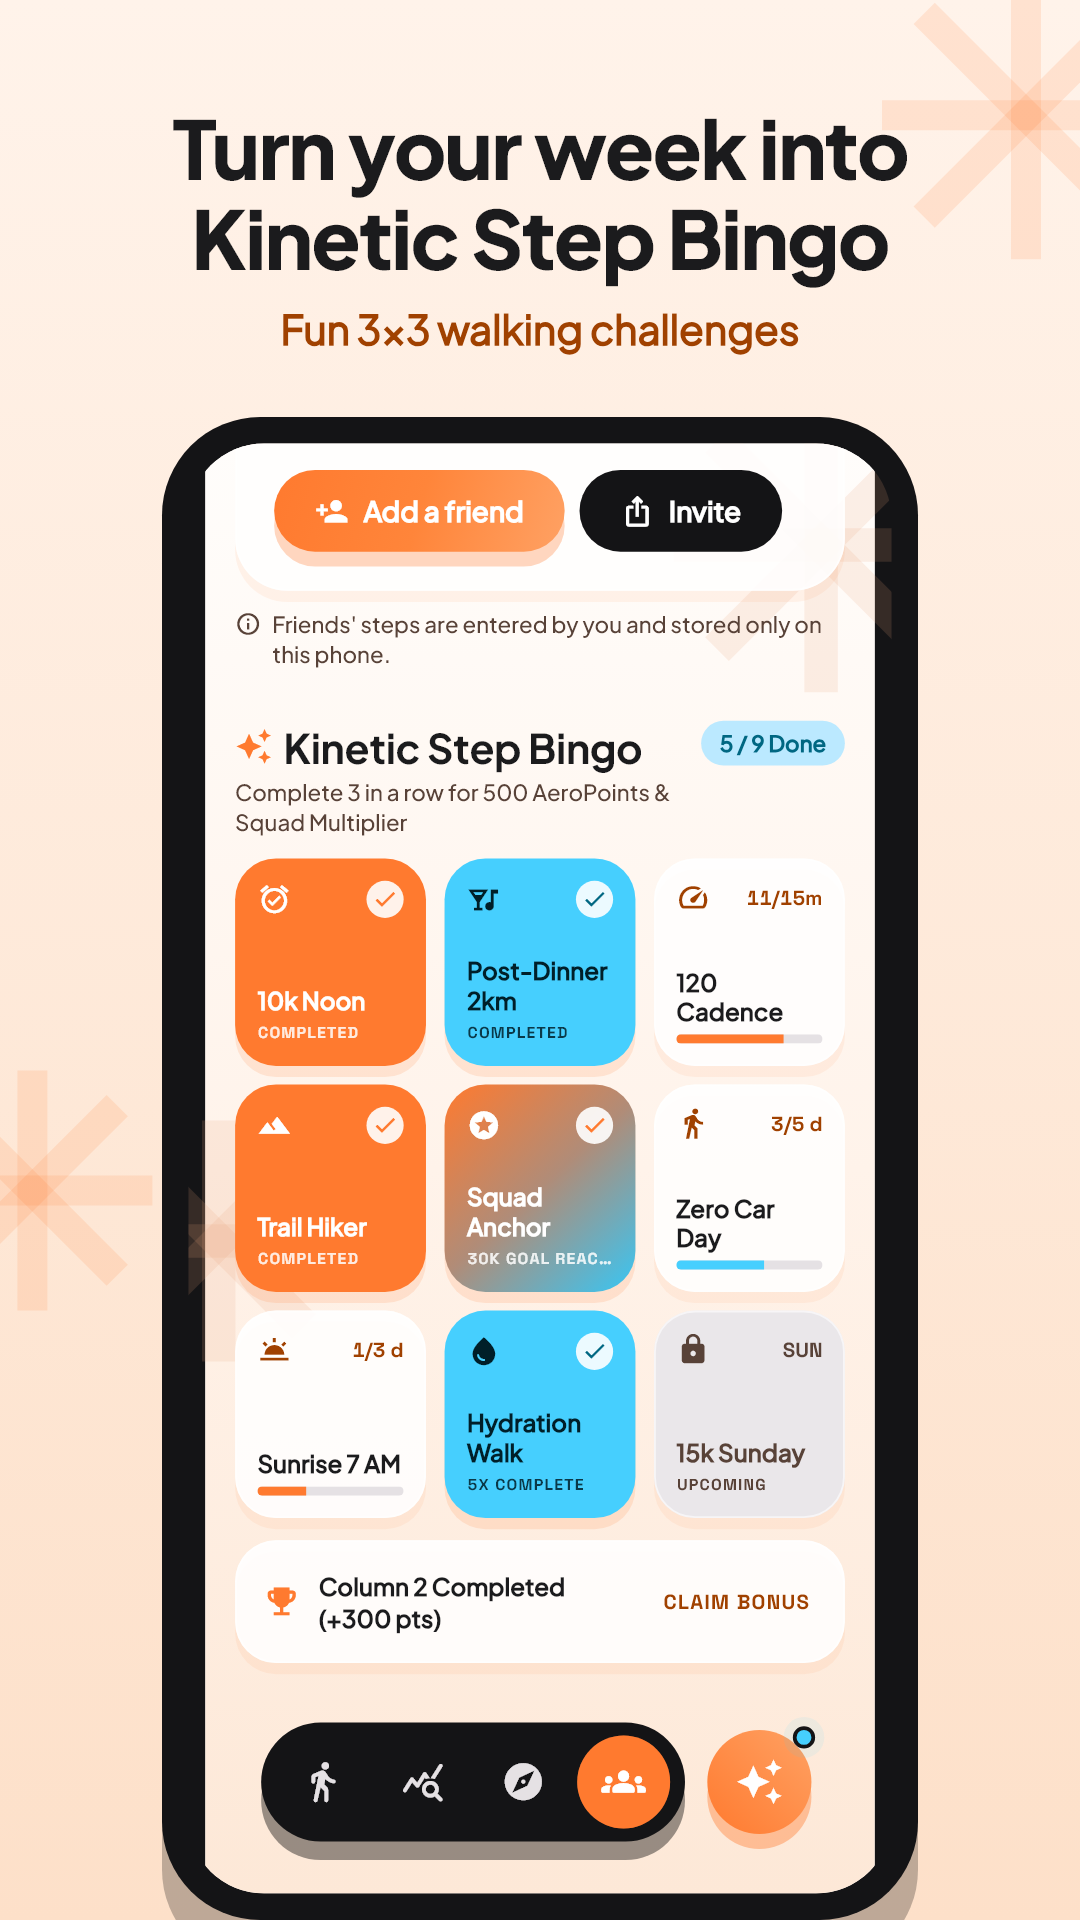 Turn your week into
Kinetic Step Bingo
Fun 3×3 walking challenges
Add a friend
Invite
Friends' steps are entered by you and stored only on
this phone.
Kinetic Step Bingo
5 / 9 Done
Complete 3 in a row for 500 AeroPoints &
Squad Multiplier
10k Noon
COMPLETED
Post-Dinner
2km
COMPLETED
11/15m
120
Cadence
Trail Hiker
COMPLETED
Squad
Anchor
30K GOAL REAC...
3/5 d
Zero Car
Day
1/3 d
Sunrise 7 AM
Hydration
Walk
5X COMPLETE
SUN
15k Sunday
UPCOMING
Column 2 Completed
(+300 pts)
CLAIM BONUS